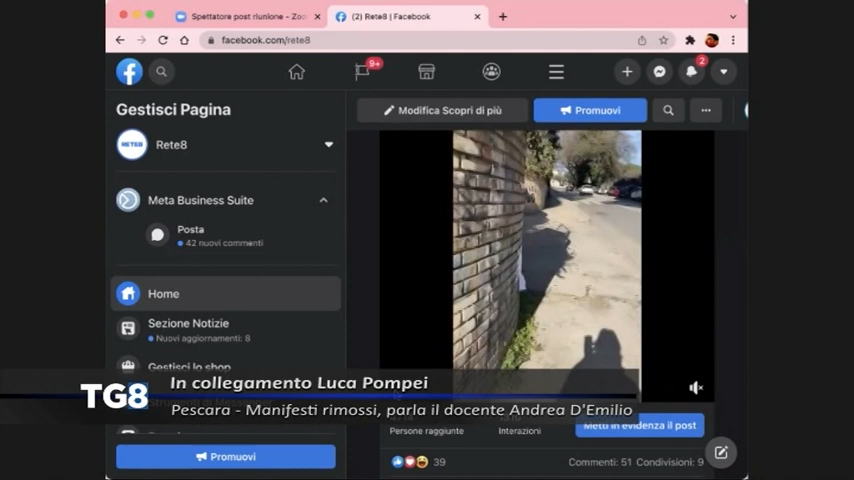 Spettatore post riunione - Zoo
(2) Rete8 | Facebook
facebook.com/rete8
9+
2
Gestisci Pagina
Modifica Scopri di più
Promuovi
RETE8
Rete8
Meta Business Suite
Posta
42 nuovi commenti
Home
Sezione Notizie
Nuovi aggiornamenti: 8
Gestisci lo shop
TG8
In collegamento Luca Pompei
Pescara - Manifesti rimossi, parla il docente Andrea D'Emilio
Persone raggiunte
Interazioni
Metti in evidenza il post
Promuovi
39
Commenti: 51 Condivisioni: 9